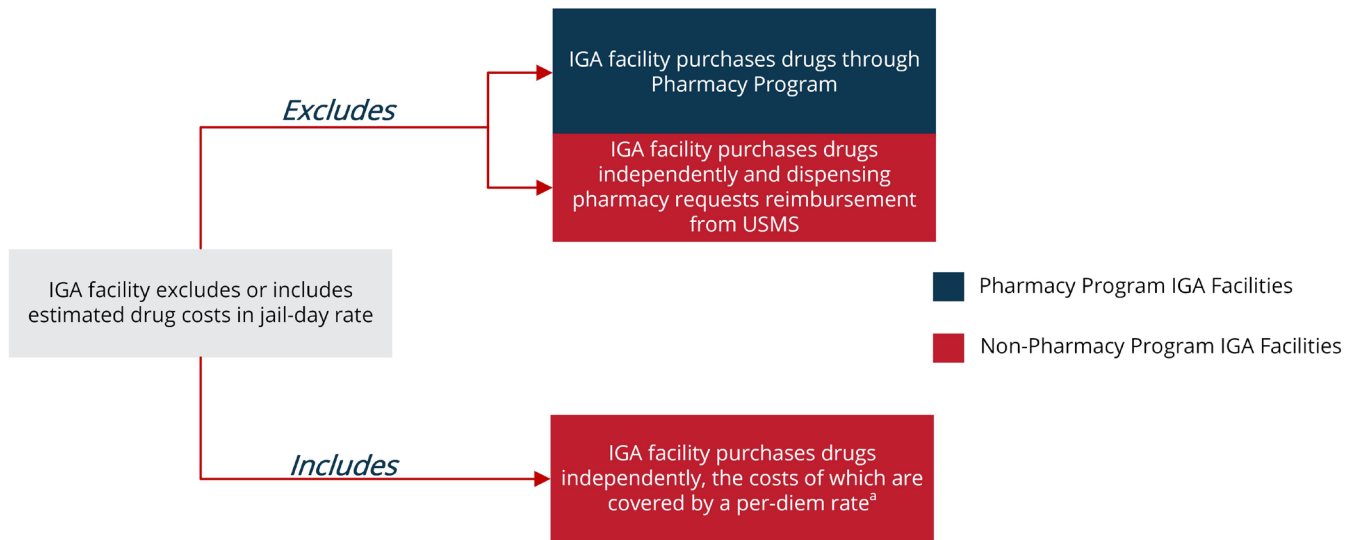 IGA facility purchases drugs through
Pharmacy Program
Excludes
IGA facility purchases drugs
independently and dispensing
pharmacy requests reimbursement
from USMS
IGA facility excludes or includes
estimated drug costs in jail-day rate
Pharmacy Program IGA Facilities
Non-Pharmacy Program IGA Facilities
Includes
IGA facility purchases drugs
independently, the costs of which are
covered by a per-diem rateᵃ